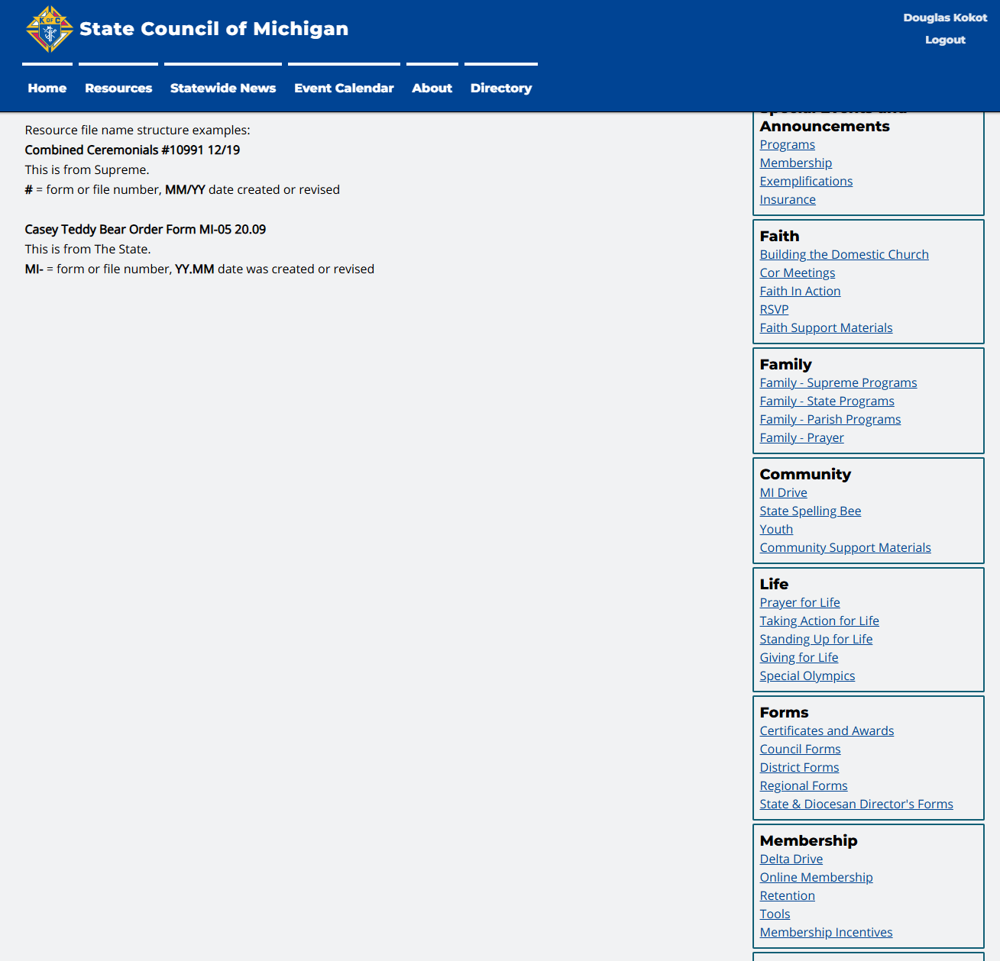 K OF C
State Council of Michigan
Douglas Kokot
Logout
Home
Resources
Statewide News
Event Calendar
About
Directory
Resource file name structure examples:
Combined Ceremonials #10991 12/19
This is from Supreme.
# = form or file number, MM/YY date created or revised
Casey Teddy Bear Order Form MI-05 20.09
This is from The State.
MI- = form or file number, YY.MM date was created or revised
Special Events and
Announcements
Programs
Membership
Exemplifications
Insurance
Faith
Building the Domestic Church
Cor Meetings
Faith In Action
RSVP
Faith Support Materials
Family
Family - Supreme Programs
Family - State Programs
Family - Parish Programs
Family - Prayer
Community
MI Drive
State Spelling Bee
Youth
Community Support Materials
Life
Prayer for Life
Taking Action for Life
Standing Up for Life
Giving for Life
Special Olympics
Forms
Certificates and Awards
Council Forms
District Forms
Regional Forms
State & Diocesan Director's Forms
Membership
Delta Drive
Online Membership
Retention
Tools
Membership Incentives